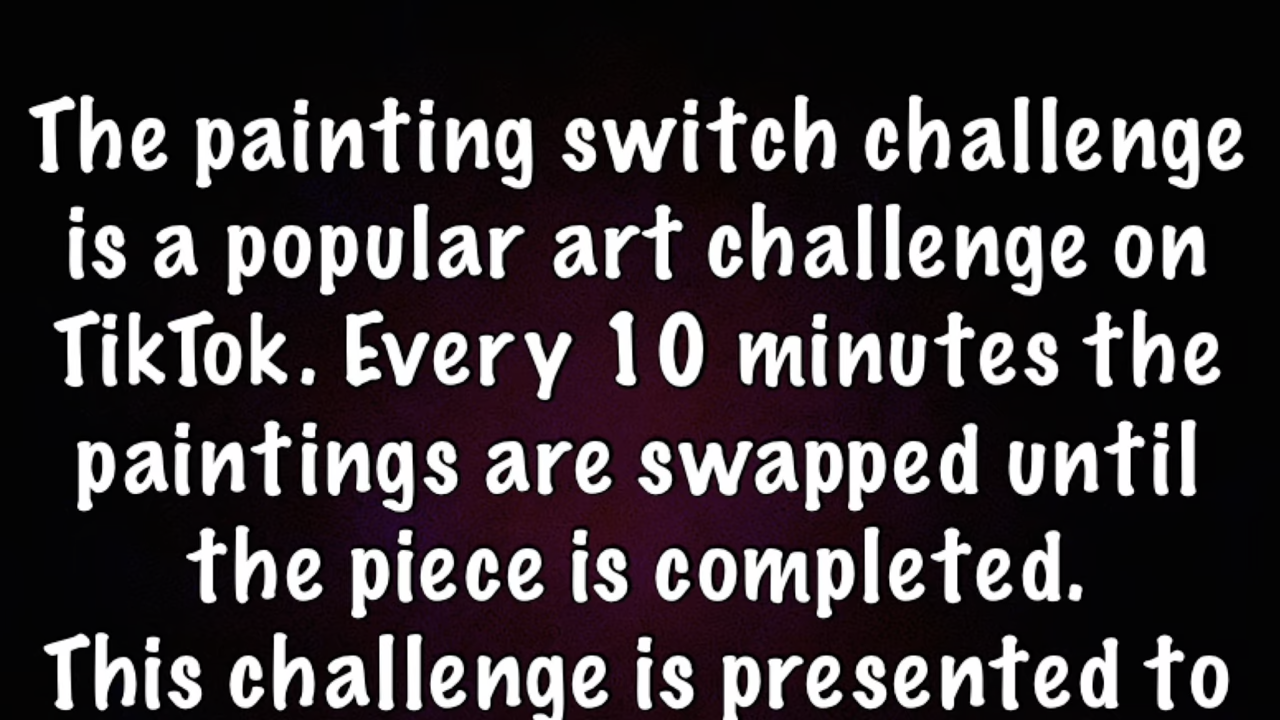 The painting switch challenge
is a popular art challenge on
TikTok. Every 10 minutes the
paintings are swapped until
the piece is completed.
This challenge is presented to